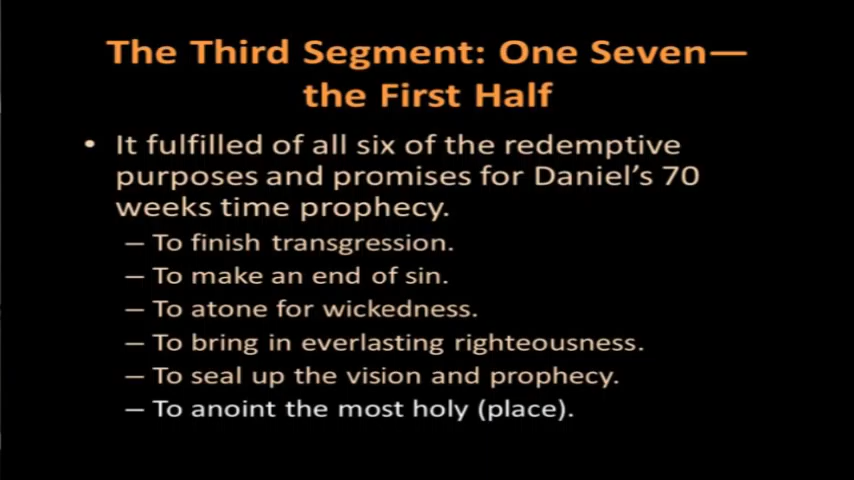 The Third Segment: One Seven—
the First Half
• It fulfilled of all six of the redemptive
purposes and promises for Daniel’s 70
weeks time prophecy.
– To finish transgression.
– To make an end of sin.
– To atone for wickedness.
– To bring in everlasting righteousness.
– To seal up the vision and prophecy.
– To anoint the most holy (place).